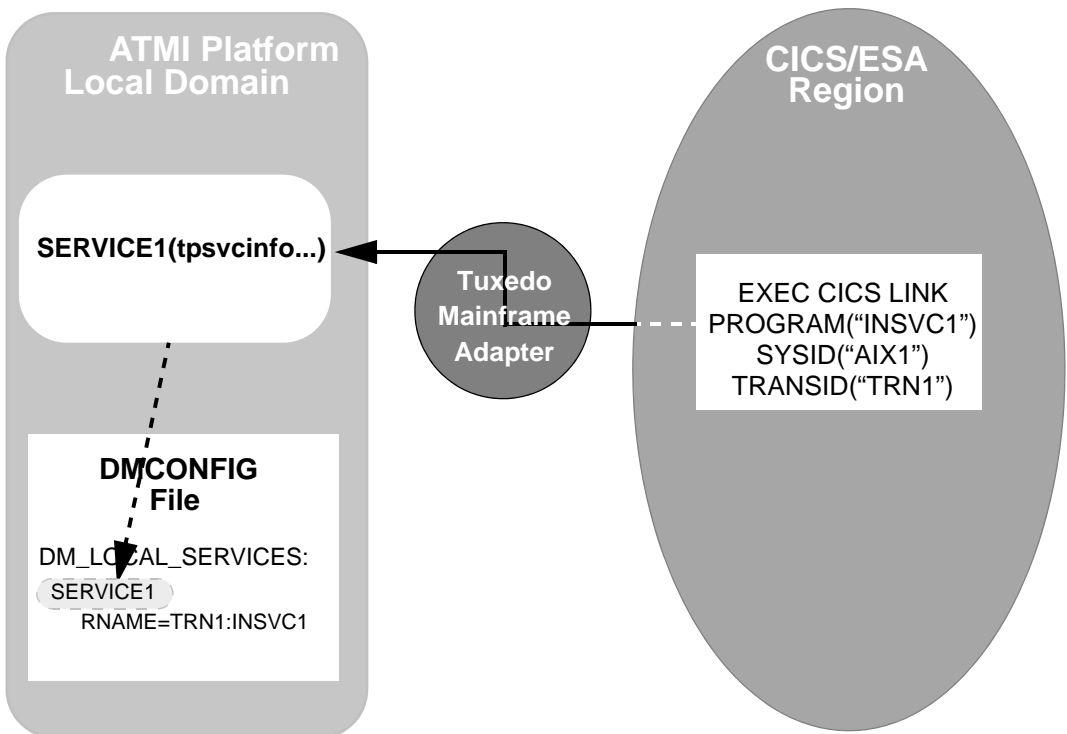 ATMI Platform
Local Domain
SERVICE1(tpsvcinfo...)
DMCONFIG
File
DM_LOCAL_SERVICES:
SERVICE1
RNAME=TRN1:INSVC1
Tuxedo
Mainframe
Adapter
CICS/ESA
Region
EXEC CICS LINK
PROGRAM(“INSVC1”)
SYSID(“AIX1”)
TRANSID(“TRN1”)